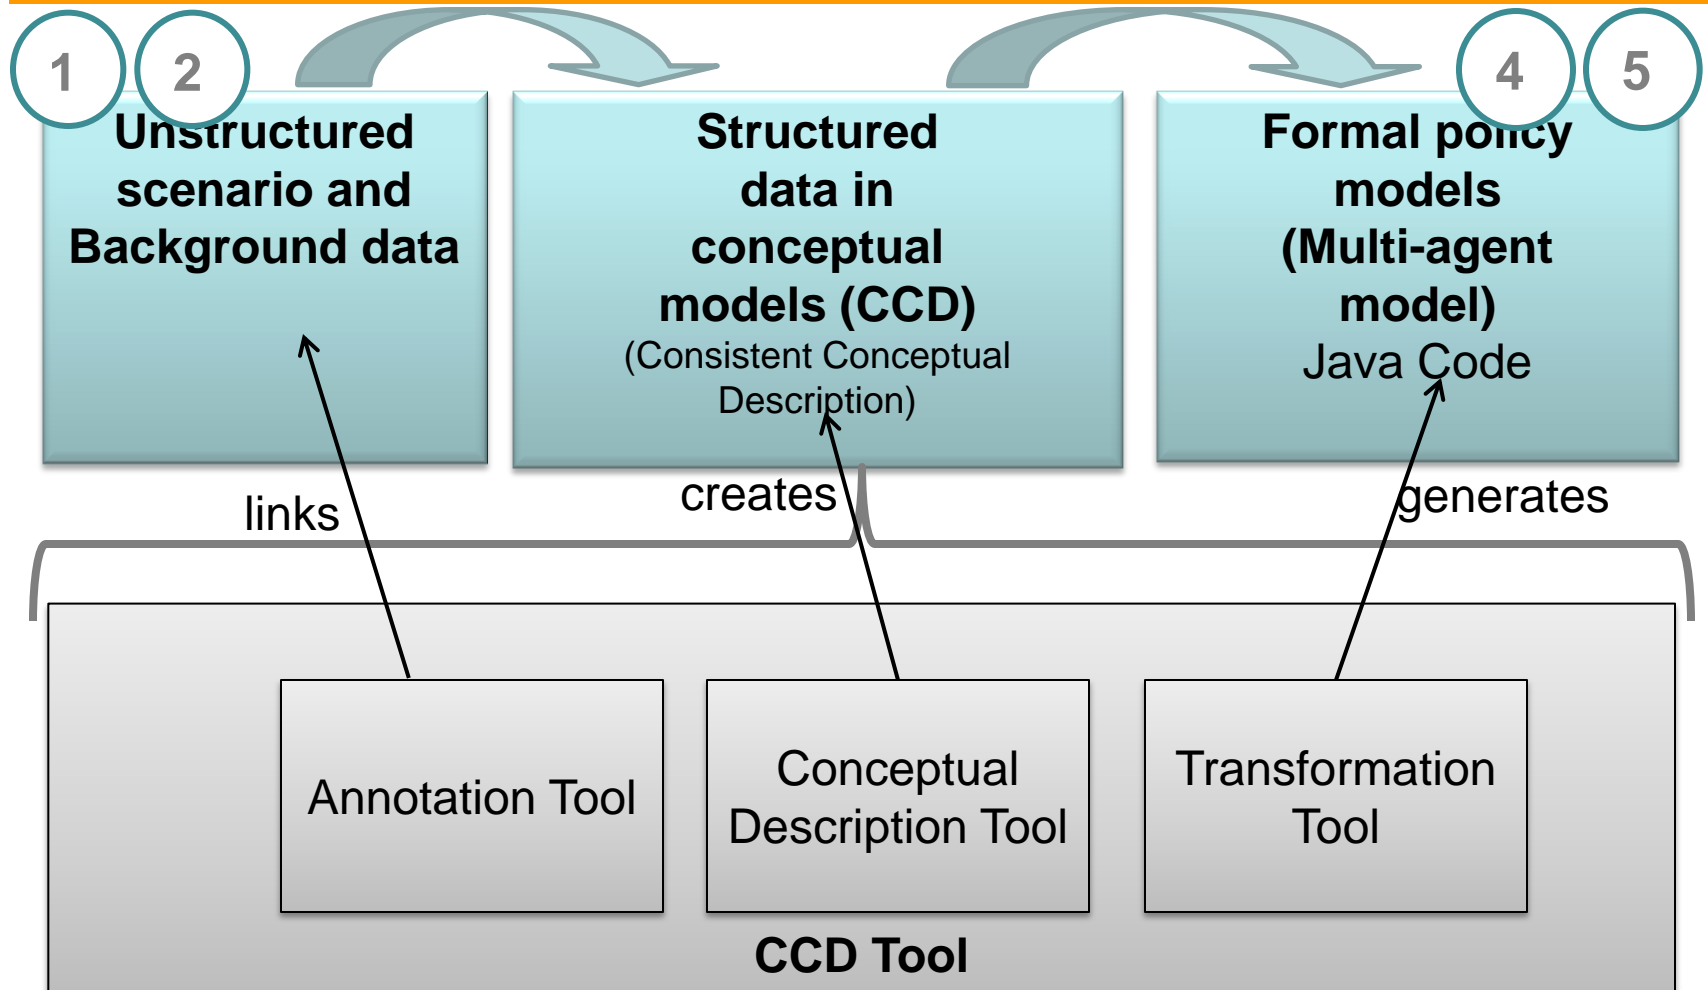 1
2
4
5
Unstructured
scenario and
Background data
Structured
data in
conceptual
models (CCD)
(Consistent Conceptual
Description)
Formal policy
models
(Multi-agent
model)
Java Code
links
creates
generates
Annotation Tool
Conceptual
Description Tool
Transformation
Tool
CCD Tool